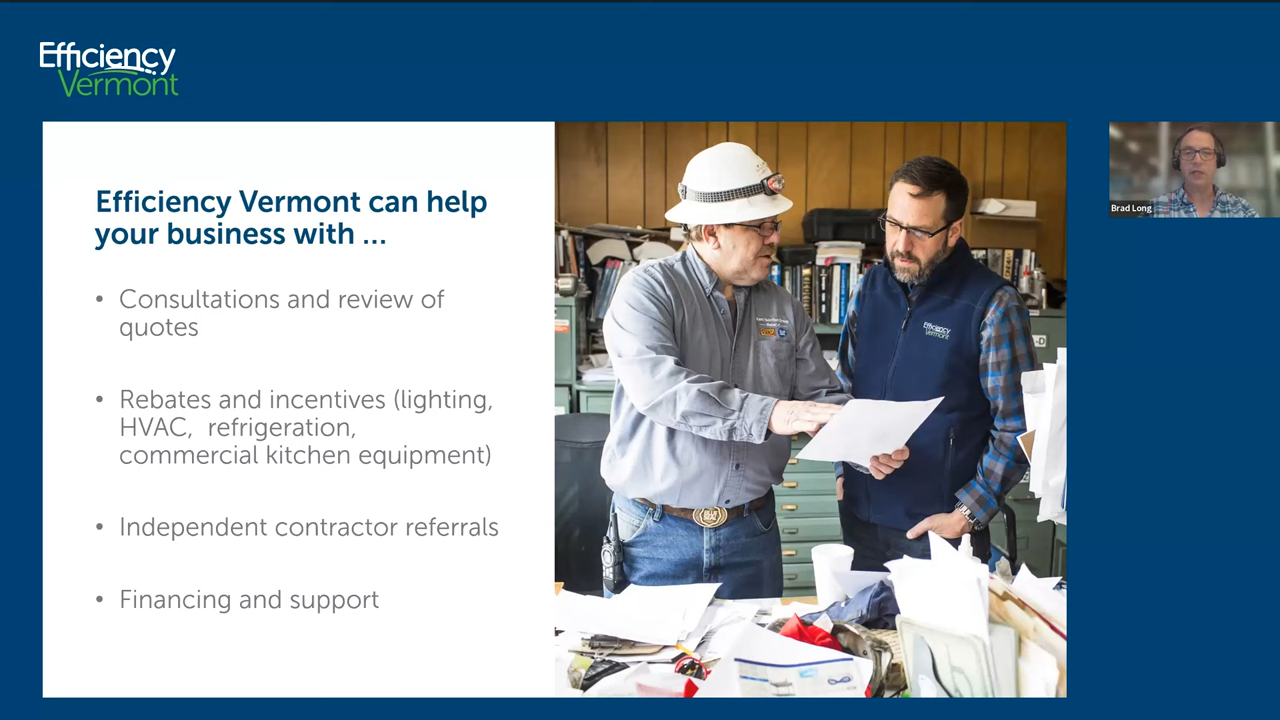 Efficiency
Vermont
Efficiency Vermont can help
your business with ...
• Consultations and review of
quotes
• Rebates and incentives (lighting,
HVAC, refrigeration,
commercial kitchen equipment)
• Independent contractor referrals
• Financing and support
Efficiency
Vermont
Brad Long